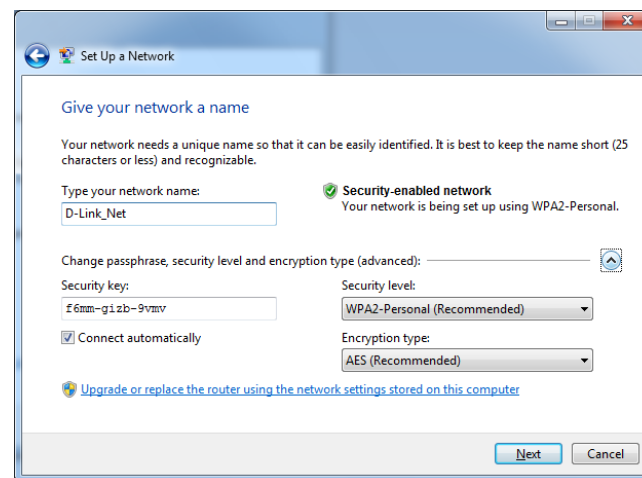 Set Up a Network
Give your network a name
Your network needs a unique name so that it can be easily identified. It is best to keep the name short (25
characters or less) and recognizable.
Type your network name:
D-Link_Net
Security-enabled network
Your network is being set up using WPA2-Personal.
Change passphrase, security level and encryption type (advanced):
Security key:
f6mm-gizb-9vmv
Security level:
WPA2-Personal (Recommended)
Connect automatically
Encryption type:
AES (Recommended)
Upgrade or replace the router using the network settings stored on this computer
Next
Cancel